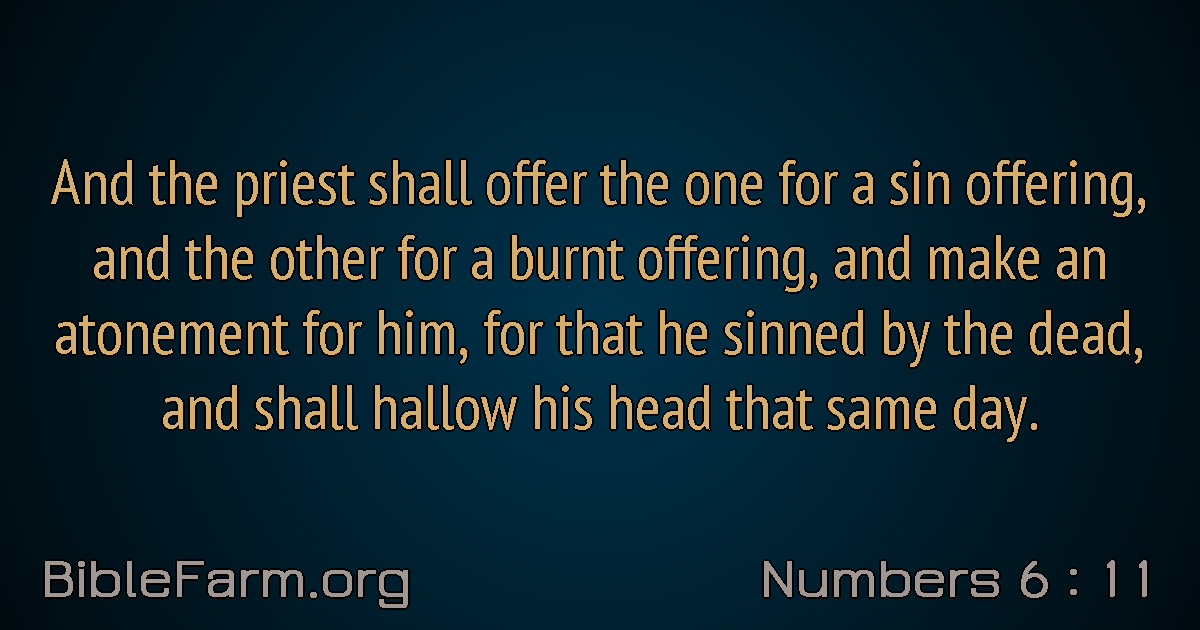 And the priest shall offer the one for a sin offering,
and the other for a burnt offering, and make an
atonement for him, for that he sinned by the dead,
and shall hallow his head that same day.
BibleFarm.org
Numbers 6 : 11